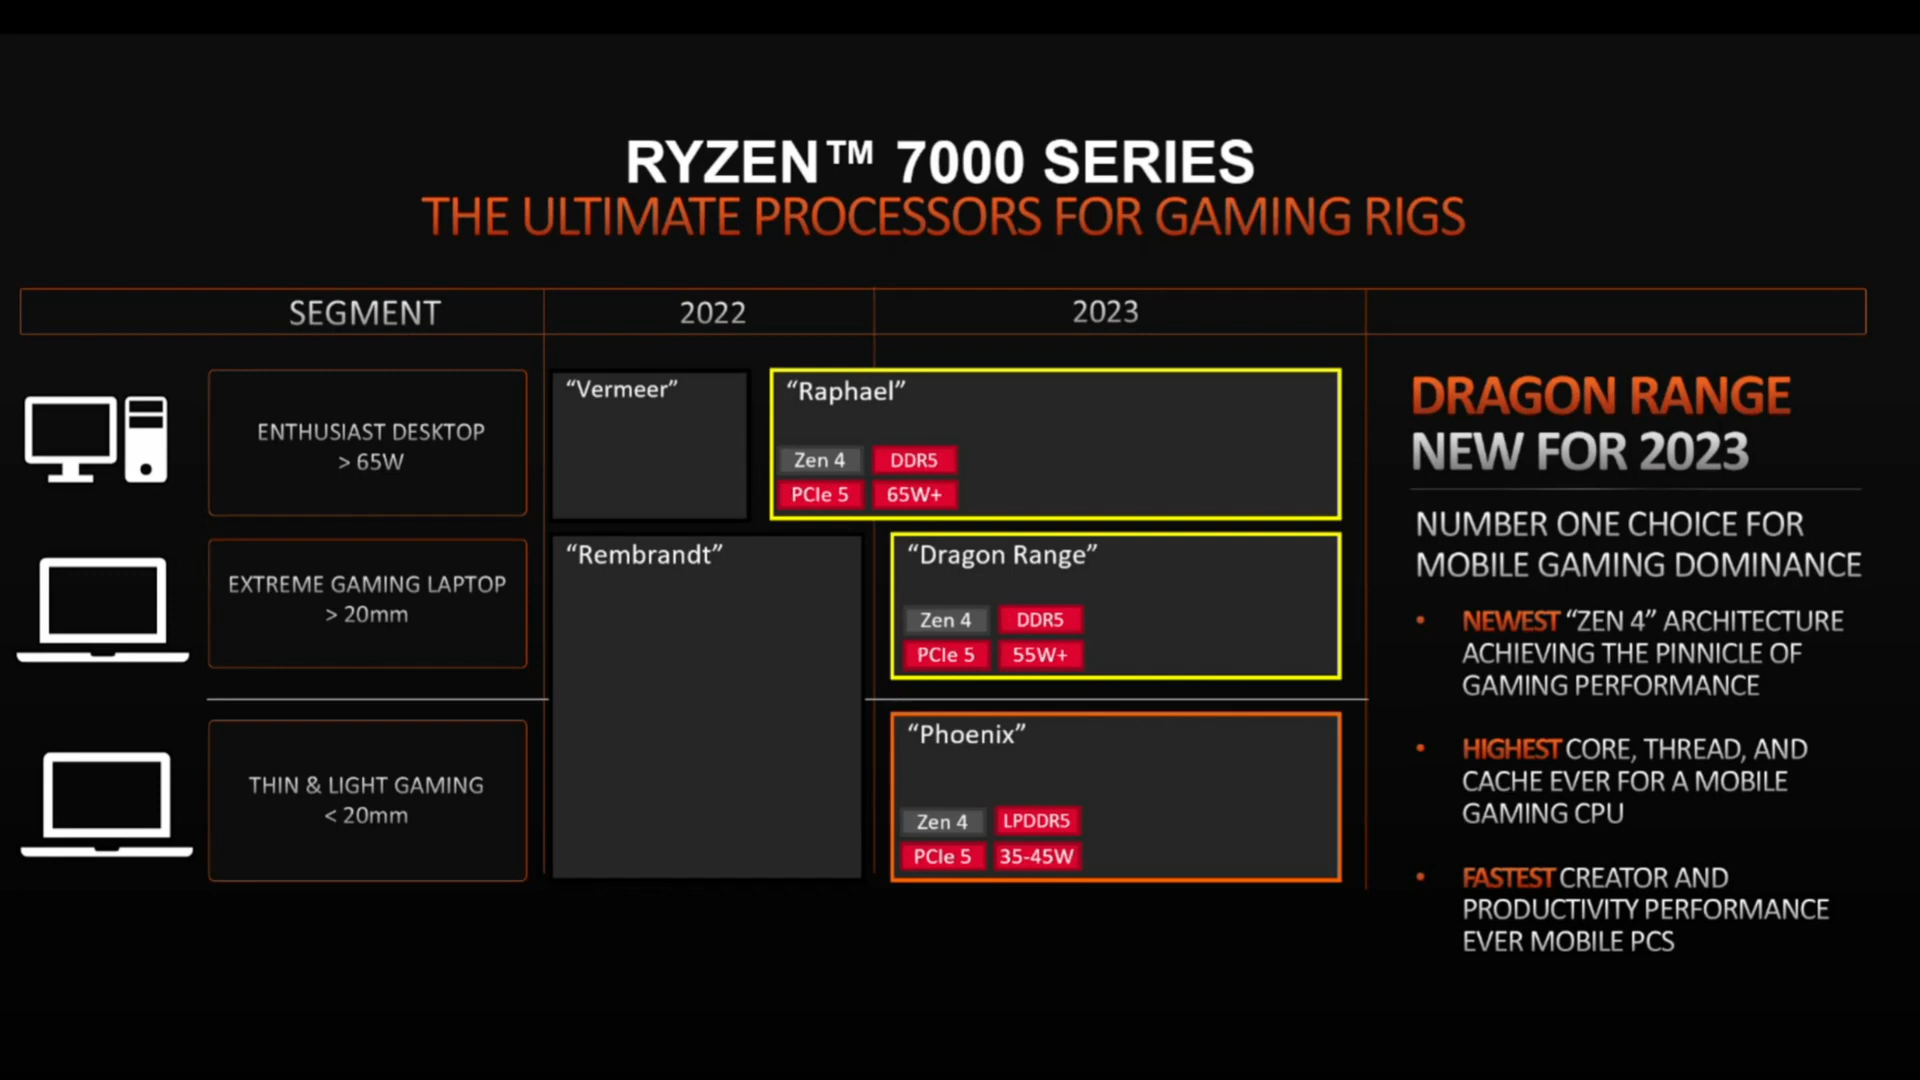 RYZEN™ 7000 SERIES
THE ULTIMATE PROCESSORS FOR GAMING RIGS
SEGMENT
2022
2023
ENTHUSIAST DESKTOP
> 65W
“Vermeer”
“Raphael”
Zen 4
DDR5
PCIe 5
65W+
EXTREME GAMING LAPTOP
> 20mm
“Rembrandt”
“Dragon Range”
Zen 4
DDR5
PCIe 5
55W+
THIN & LIGHT GAMING
< 20mm
“Phoenix”
Zen 4
LPDDR5
PCIe 5
35-45W
DRAGON RANGE
NEW FOR 2023
NUMBER ONE CHOICE FOR
MOBILE GAMING DOMINANCE
• NEWEST “ZEN 4” ARCHITECTURE
ACHIEVING THE PINNICLE OF
GAMING PERFORMANCE
• HIGHEST CORE, THREAD, AND
CACHE EVER FOR A MOBILE
GAMING CPU
• FASTEST CREATOR AND
PRODUCTIVITY PERFORMANCE
EVER MOBILE PCS